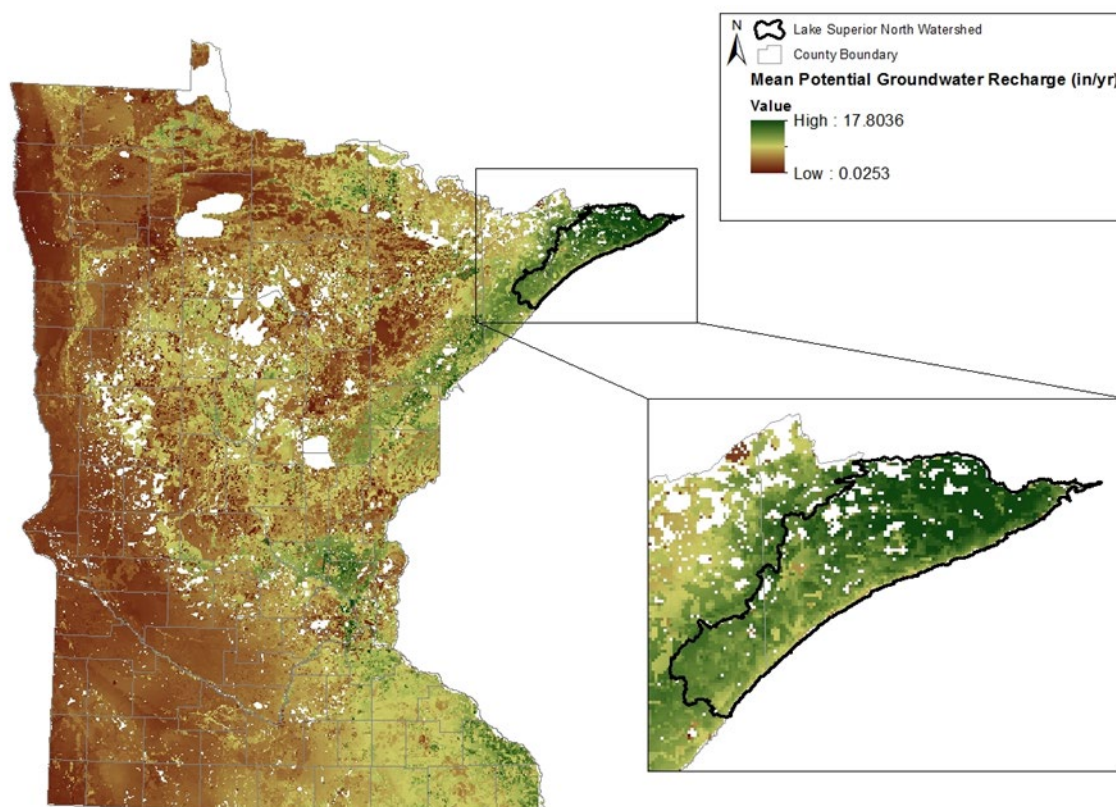 N
Lake Superior North Watershed
County Boundary
Mean Potential Groundwater Recharge (in/yr)
Value
High : 17.8036
Low : 0.0253